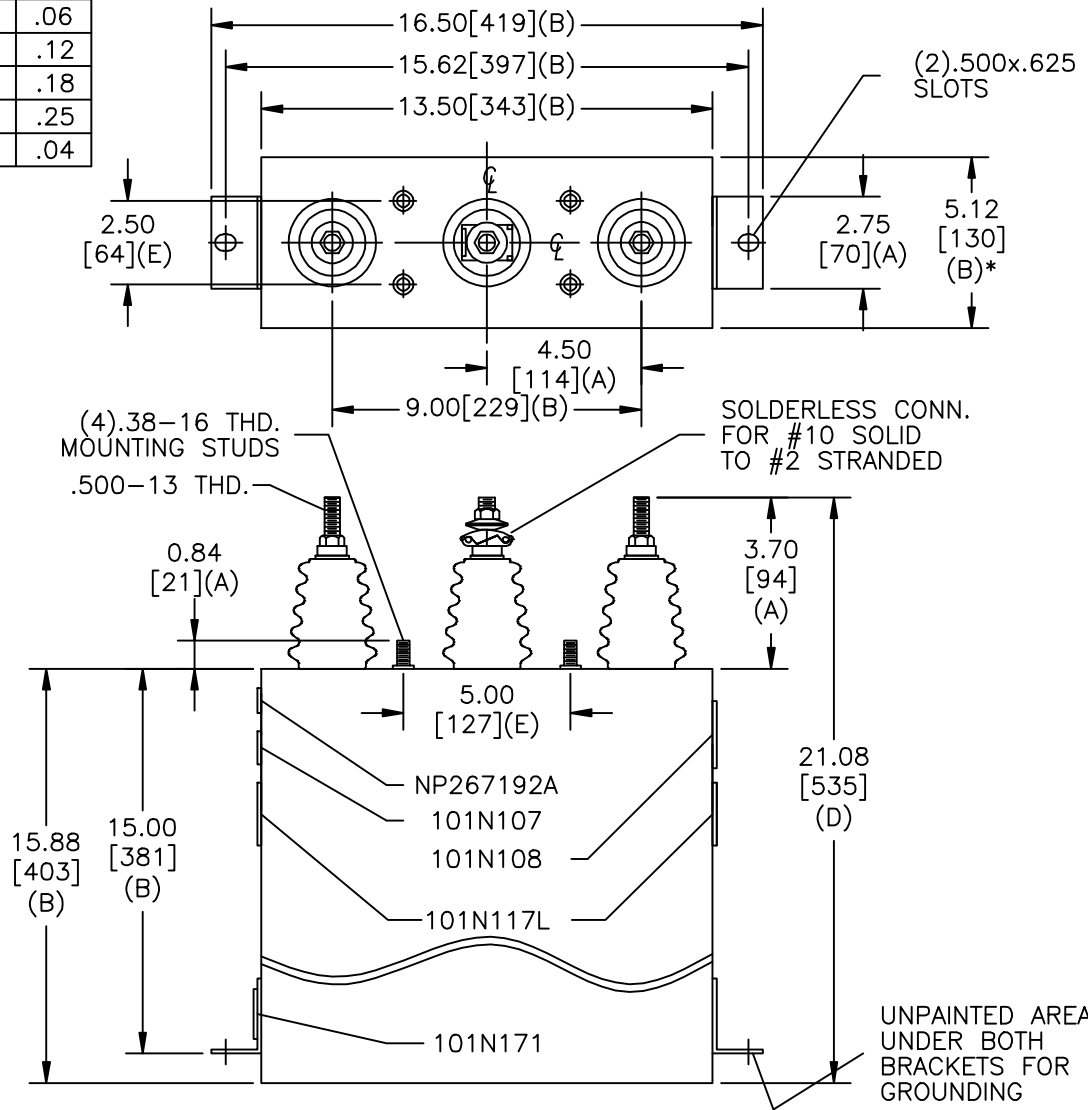 .06
.12
.18
.25
.04
16.50[419](B)
15.62[397](B)
13.50[343](B)
(2).500x.625
SLOTS
2.50
[64](E)
℄
℄
2.75
[70](A)
5.12
[130]
(B)*
4.50
[114](A)
9.00[229](B)
(4).38-16 THD.
MOUNTING STUDS
.500-13 THD.
SOLDERLESS CONN.
FOR #10 SOLID
TO #2 STRANDED
0.84
[21](A)
3.70
[94]
(A)
5.00
[127](E)
NP267192A
101N107
101N108
101N117L
101N171
15.88
[403]
(B)
15.00
[381]
(B)
21.08
[535]
(D)
UNPAINTED AREA
UNDER BOTH
BRACKETS FOR
GROUNDING